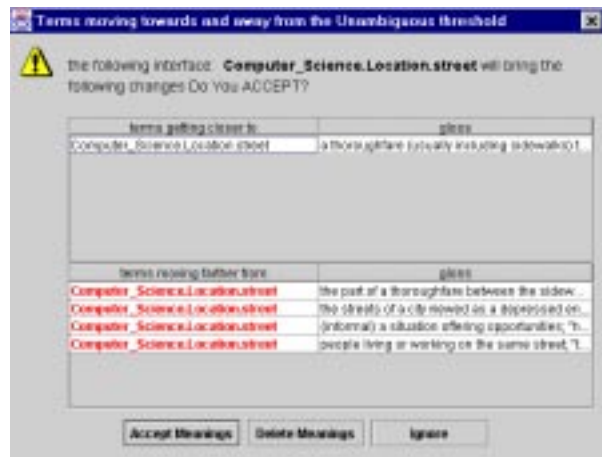 Terms moving towards and away from the Unambiguous threshold
the following interface: Computer_Science.Location.street will bring the
following changes Do You ACCEPT?
terms getting closer to gloss
Computer_Science.Location.street a thoroughfare (usually including sidewalks) t...
terms moving farther from gloss
Computer_Science.Location.street the part of a thoroughfare between the sidew...
Computer_Science.Location.street the streets of a city viewed as a depressed en...
Computer_Science.Location.street (informal) a situation offering opportunities; "h...
Computer_Science.Location.street people living or working on the same street; "t...
Accept Meanings Delete Meanings Ignore